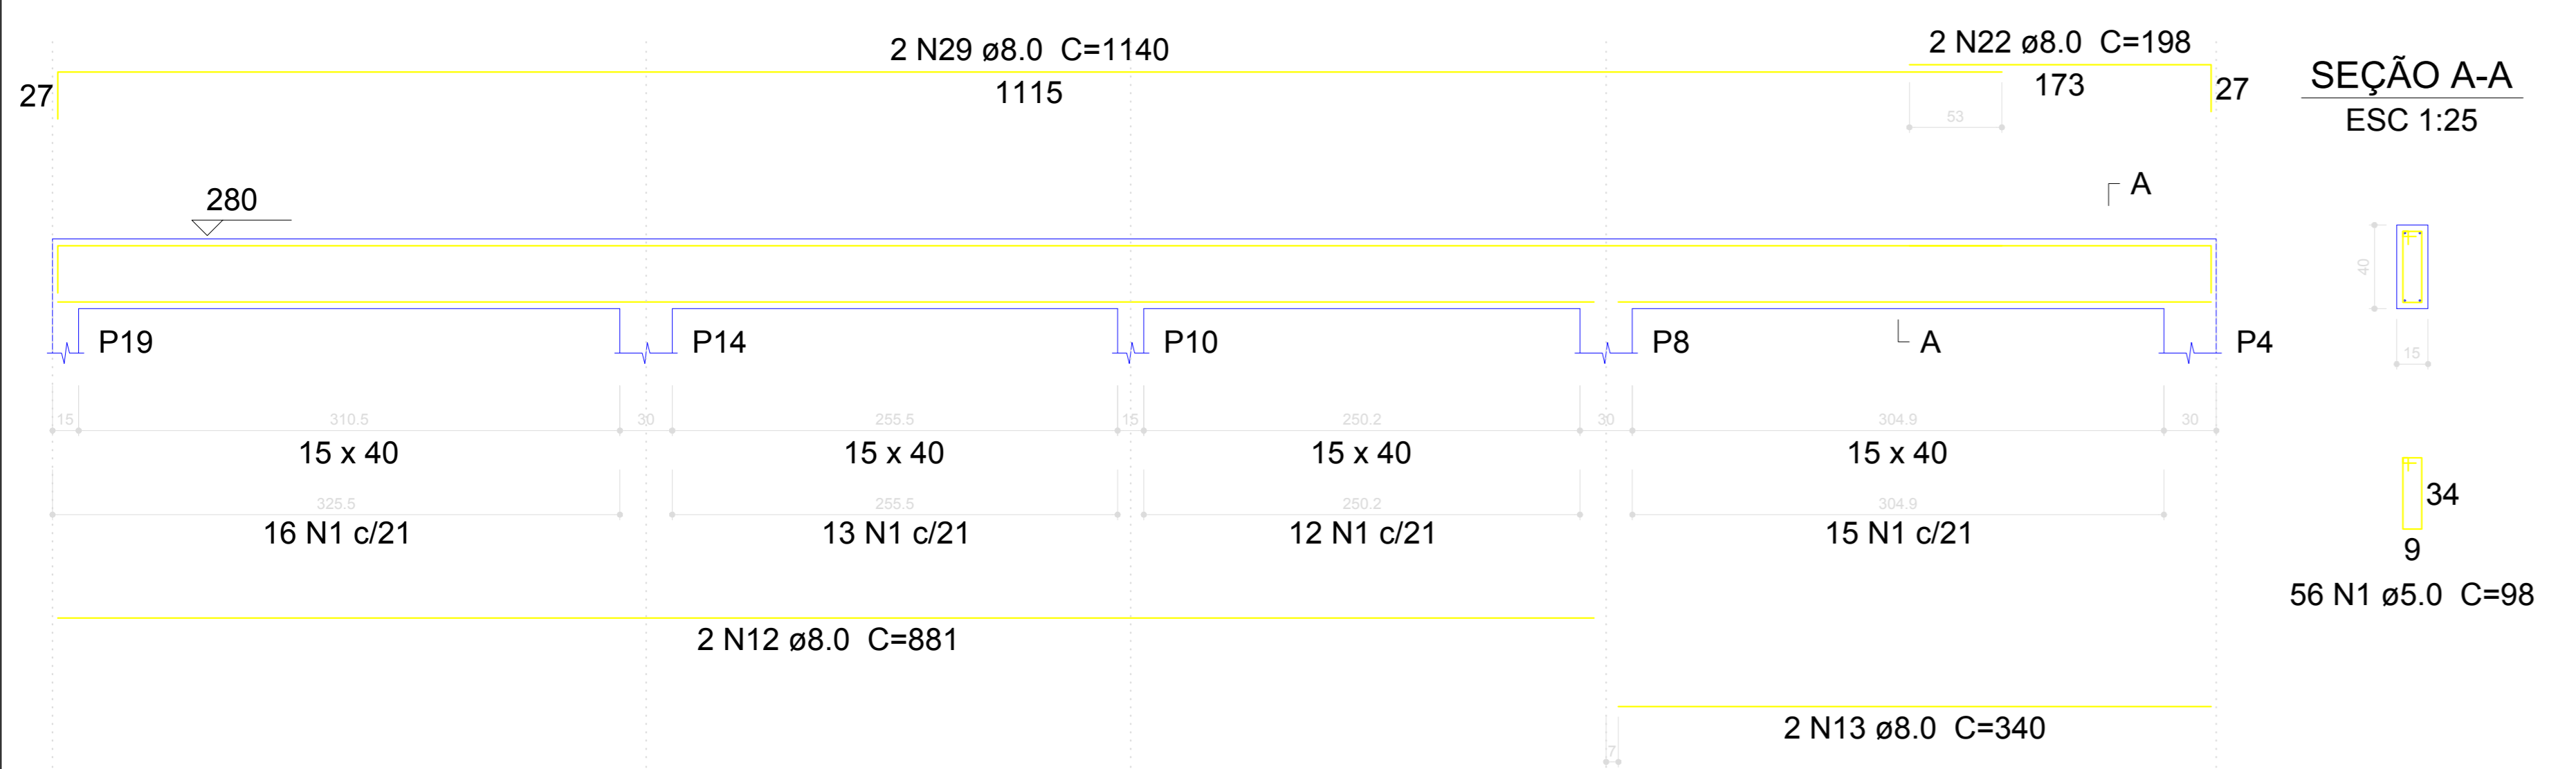 2 N29 ø8.0 C=1140
2 N22 ø8.0 C=198
27
1115
173
27
SEÇÃO A-A
ESC 1:25
53
280
A
40
P19
P14
P10
P8
A
P4
15
15
310.5
30
255.5
15
250.2
30
304.9
30
15 x 40
15 x 40
15 x 40
15 x 40
325.5
255.5
250.2
304.9
34
16 N1 c/21
13 N1 c/21
12 N1 c/21
15 N1 c/21
9
56 N1 ø5.0 C=98
2 N12 ø8.0 C=881
2 N13 ø8.0 C=340
7